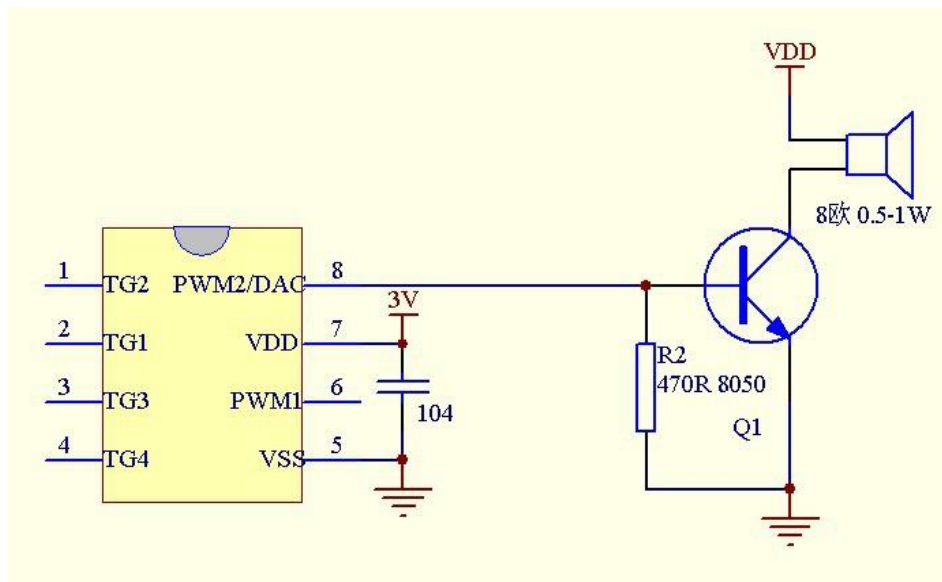 VDD
8欧 0.5-1W
1 TG2 PWM2/DAC 8
3V
2 TG1 VDD 7
3 TG3 PWM1 6
104
4 TG4 VSS 5
R2
470R 8050
Q1